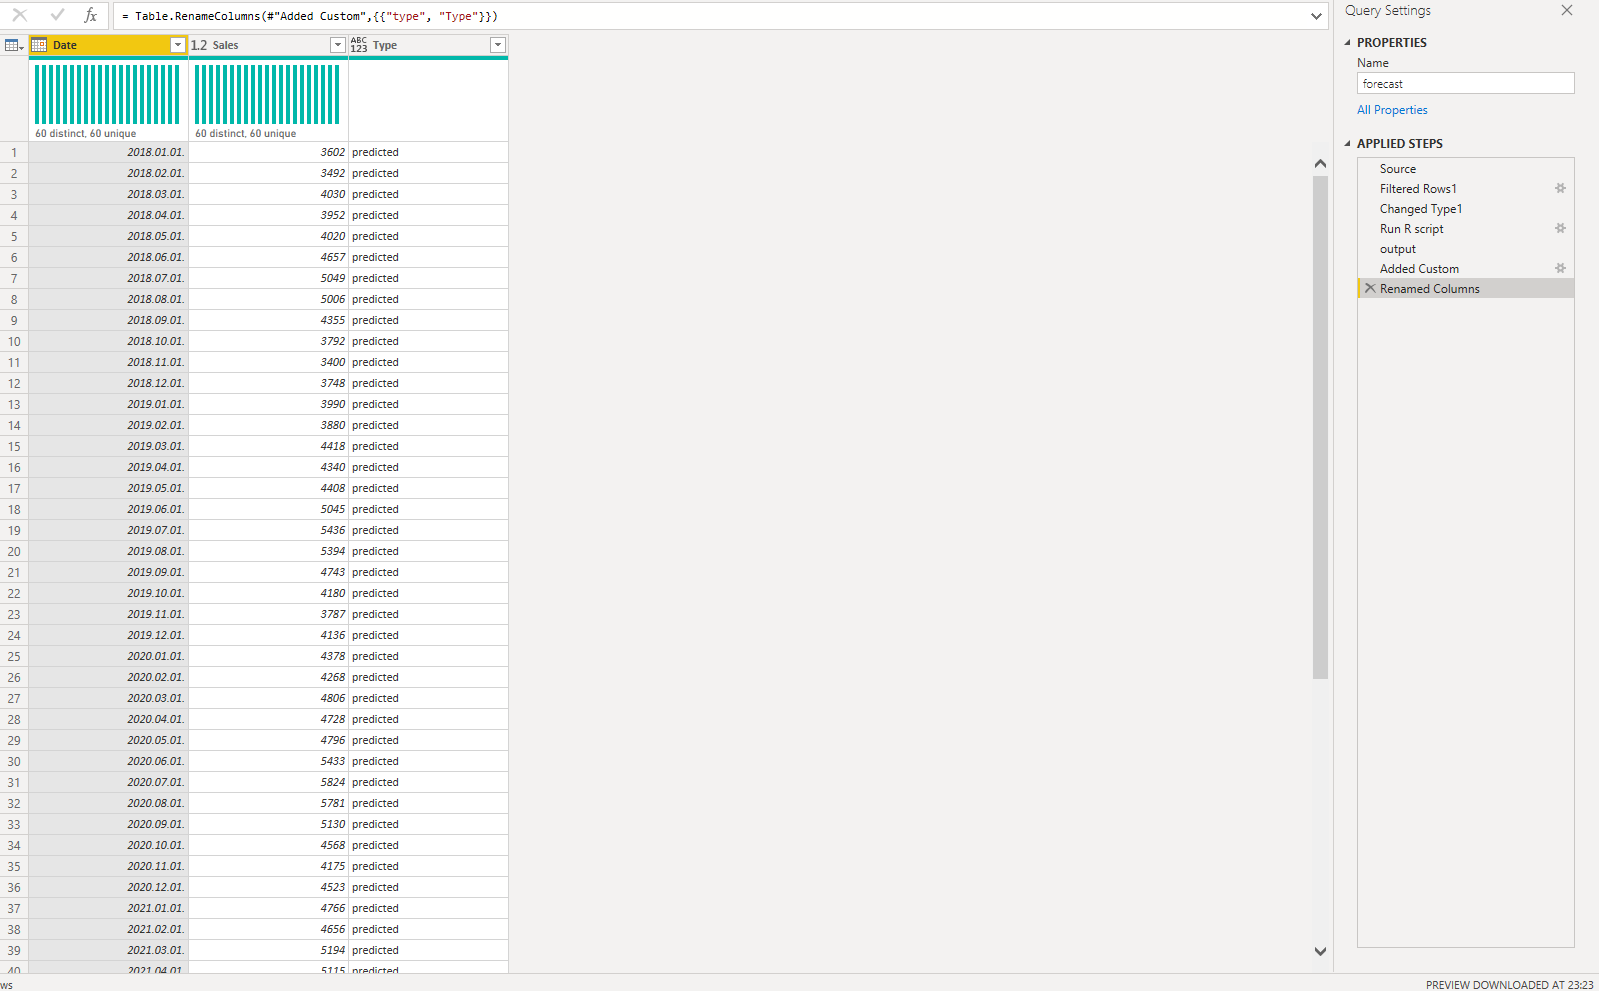 fx = Table.RenameColumns(#"Added Custom",{{"type", "Type"}})
Query Settings
PROPERTIES
Name
forecast
All Properties
APPLIED STEPS
Source
Filtered Rows1
Changed Type1
Run R script
output
Added Custom
Renamed Columns
Date 1.2 Sales ABC 123 Type
60 distinct, 60 unique 60 distinct, 60 unique
1 2018.01.01. 3602 predicted
2 2018.02.01. 3492 predicted
3 2018.03.01. 4030 predicted
4 2018.04.01. 3952 predicted
5 2018.05.01. 4020 predicted
6 2018.06.01. 4657 predicted
7 2018.07.01. 5049 predicted
8 2018.08.01. 5006 predicted
9 2018.09.01. 4355 predicted
10 2018.10.01. 3792 predicted
11 2018.11.01. 3400 predicted
12 2018.12.01. 3748 predicted
13 2019.01.01. 3990 predicted
14 2019.02.01. 3880 predicted
15 2019.03.01. 4418 predicted
16 2019.04.01. 4340 predicted
17 2019.05.01. 4408 predicted
18 2019.06.01. 5045 predicted
19 2019.07.01. 5436 predicted
20 2019.08.01. 5394 predicted
21 2019.09.01. 4743 predicted
22 2019.10.01. 4180 predicted
23 2019.11.01. 3787 predicted
24 2019.12.01. 4136 predicted
25 2020.01.01. 4378 predicted
26 2020.02.01. 4268 predicted
27 2020.03.01. 4806 predicted
28 2020.04.01. 4728 predicted
29 2020.05.01. 4796 predicted
30 2020.06.01. 5433 predicted
31 2020.07.01. 5824 predicted
32 2020.08.01. 5781 predicted
33 2020.09.01. 5130 predicted
34 2020.10.01. 4568 predicted
35 2020.11.01. 4175 predicted
36 2020.12.01. 4523 predicted
37 2021.01.01. 4766 predicted
38 2021.02.01. 4656 predicted
39 2021.03.01. 5194 predicted
40 2021.04.01. 5115 predicted
ws
PREVIEW DOWNLOADED AT 23:23